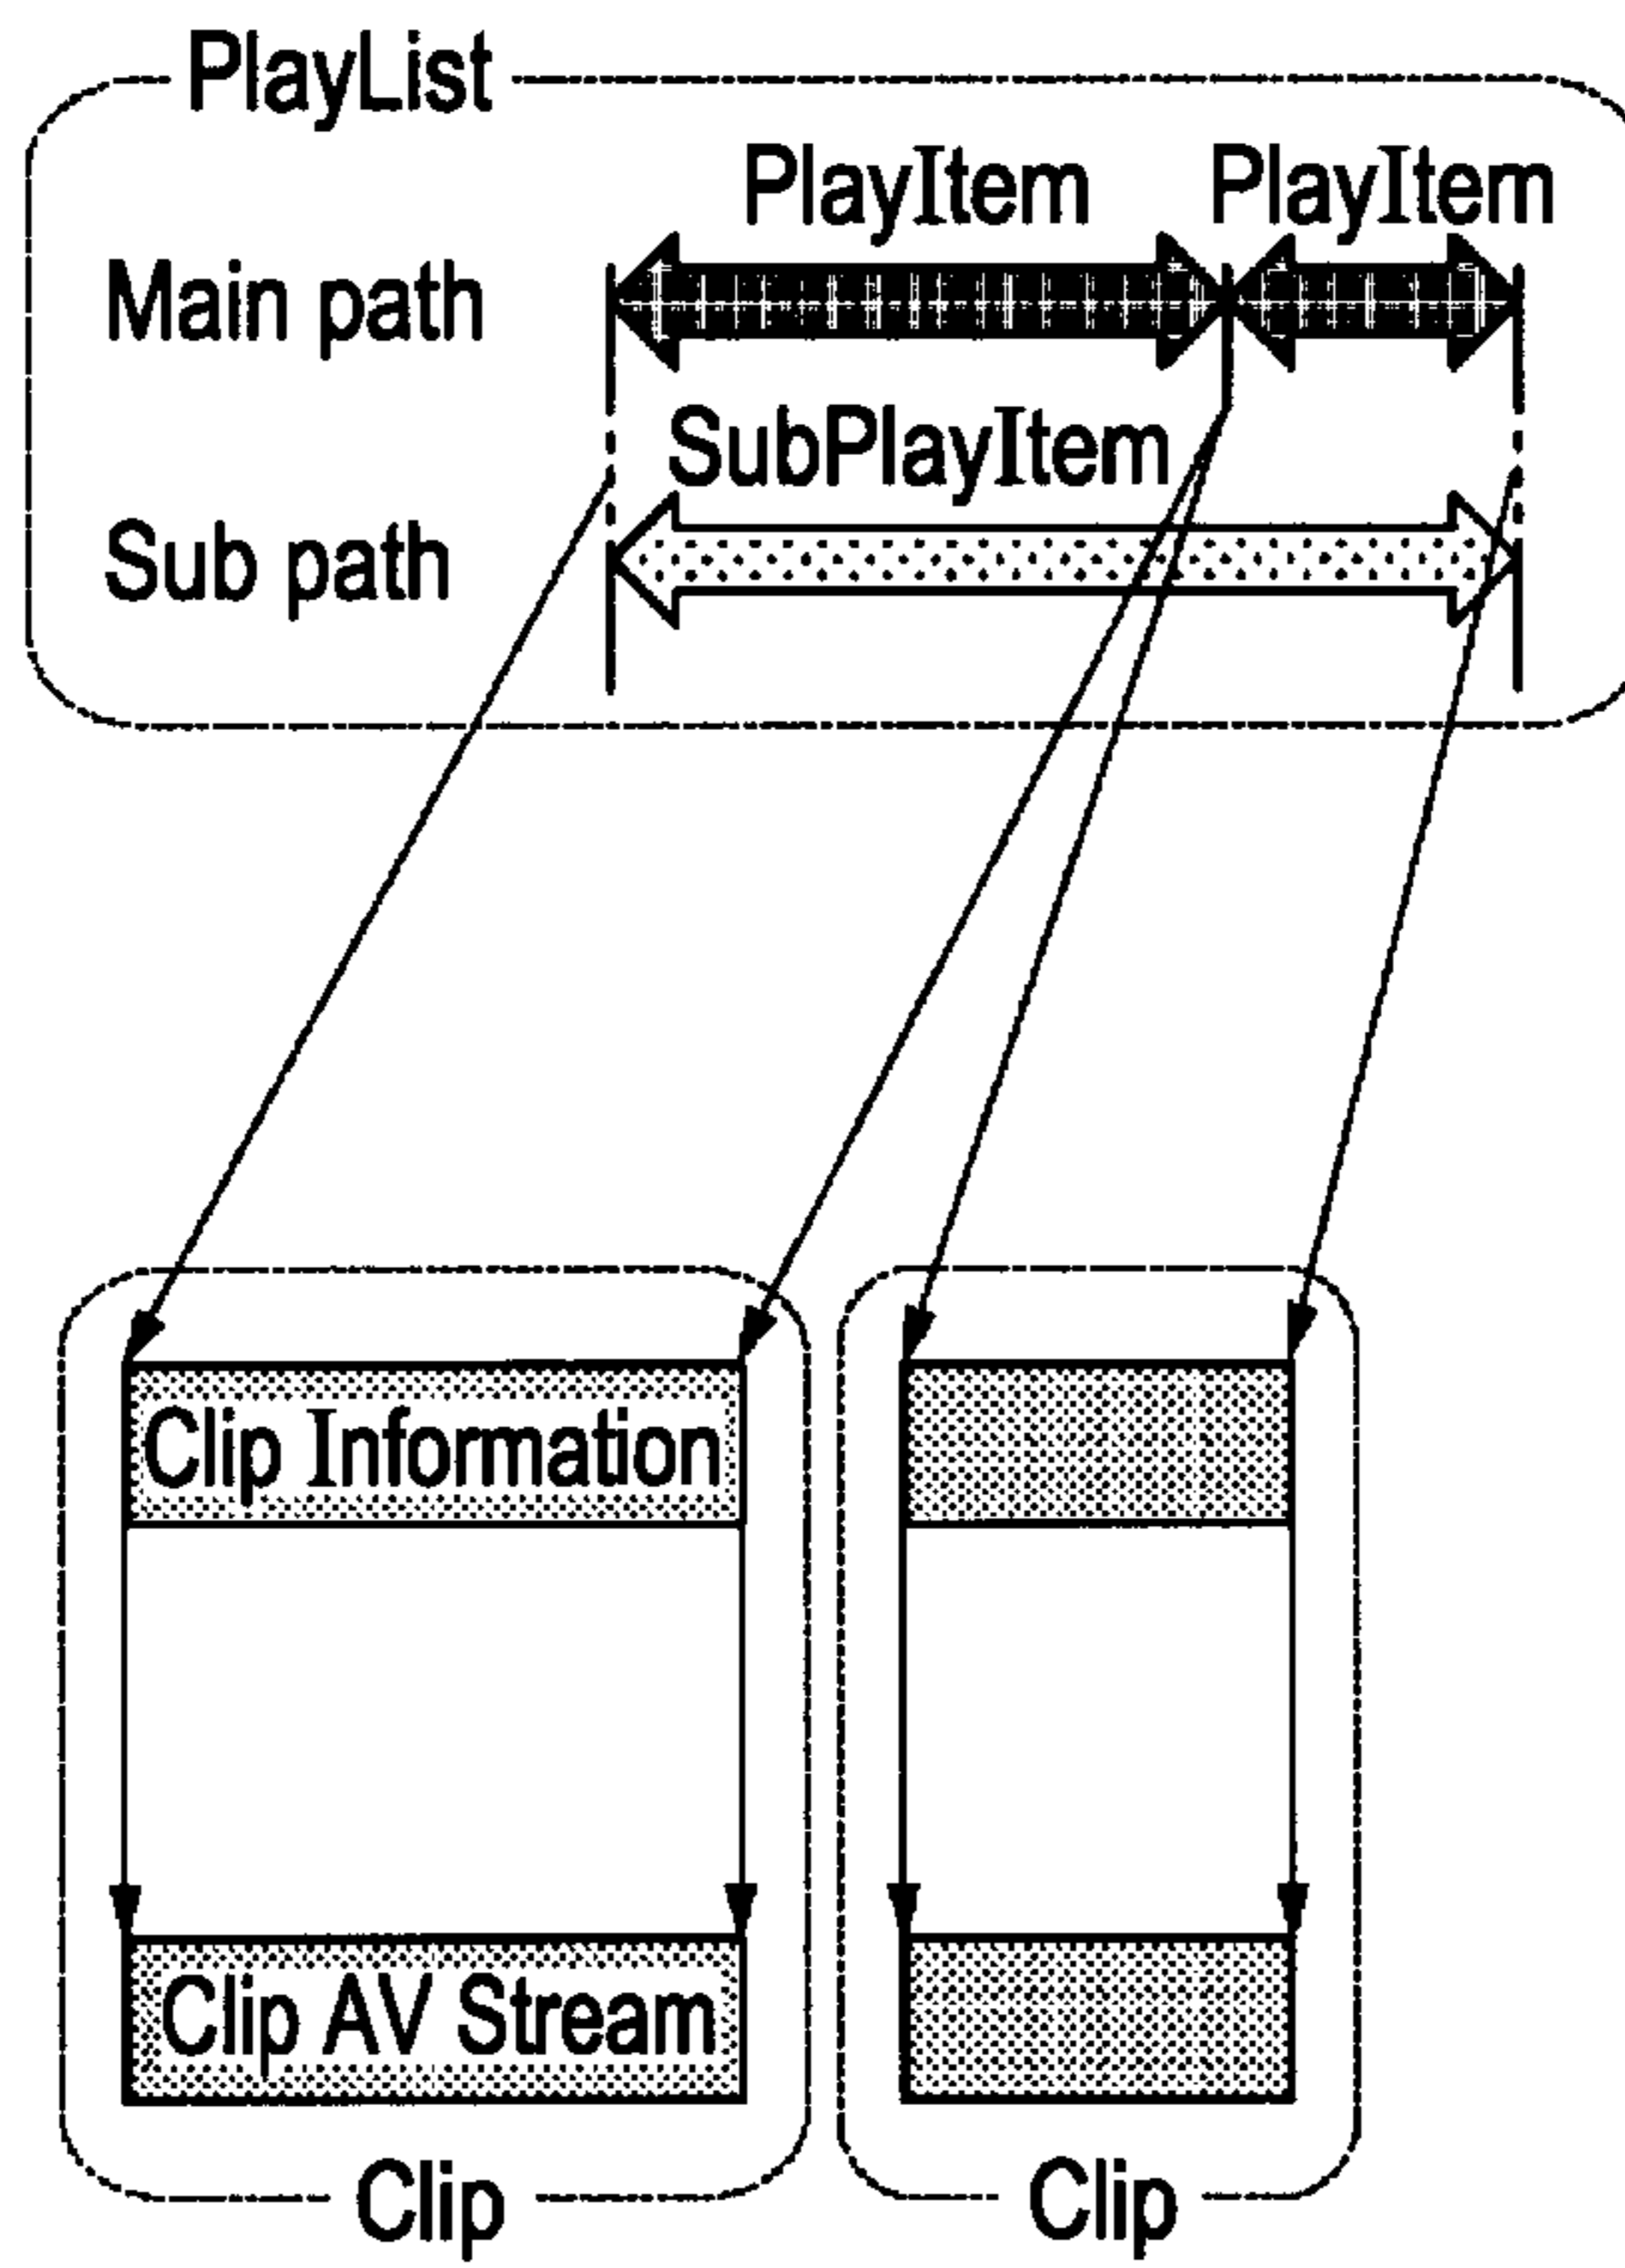 PlayList
PlayItem PlayItem
Main path
SubPlayItem
Sub path
Clip Information
Clip AV Stream
Clip Clip